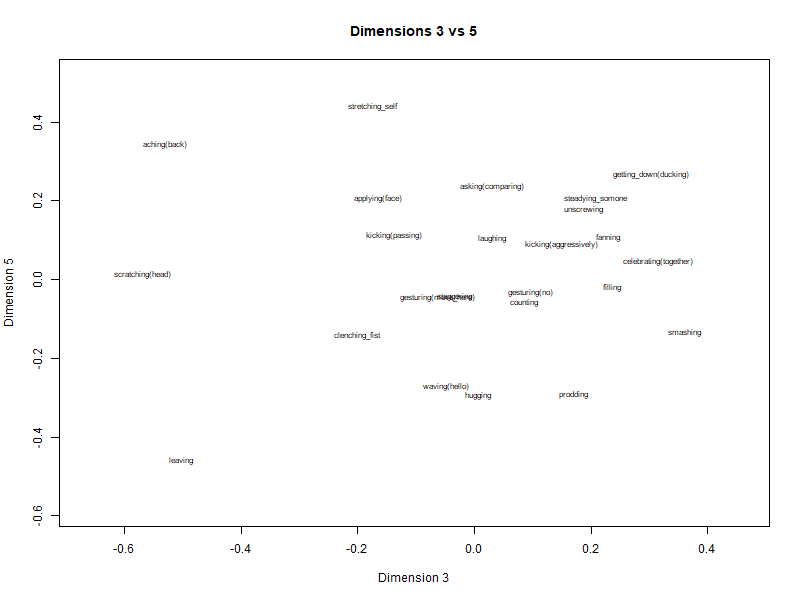 Dimensions 3 vs 5
stretching_self
aching(back)
getting_down(ducking)
asking(comparing)
applying(face)
steadying_somone
unscrewing
kicking(passing)
laughing
fanning
kicking(aggressively)
celebrating(together)
scratching(head)
filling
gesturing(no)
counting
clenching_fist
smashing
waving(hello)
hugging
prodding
leaving
Dimension 5
0.4
0.2
0.0
-0.2
-0.4
-0.6
-0.6
-0.4
-0.2
0.0
0.2
0.4
Dimension 3